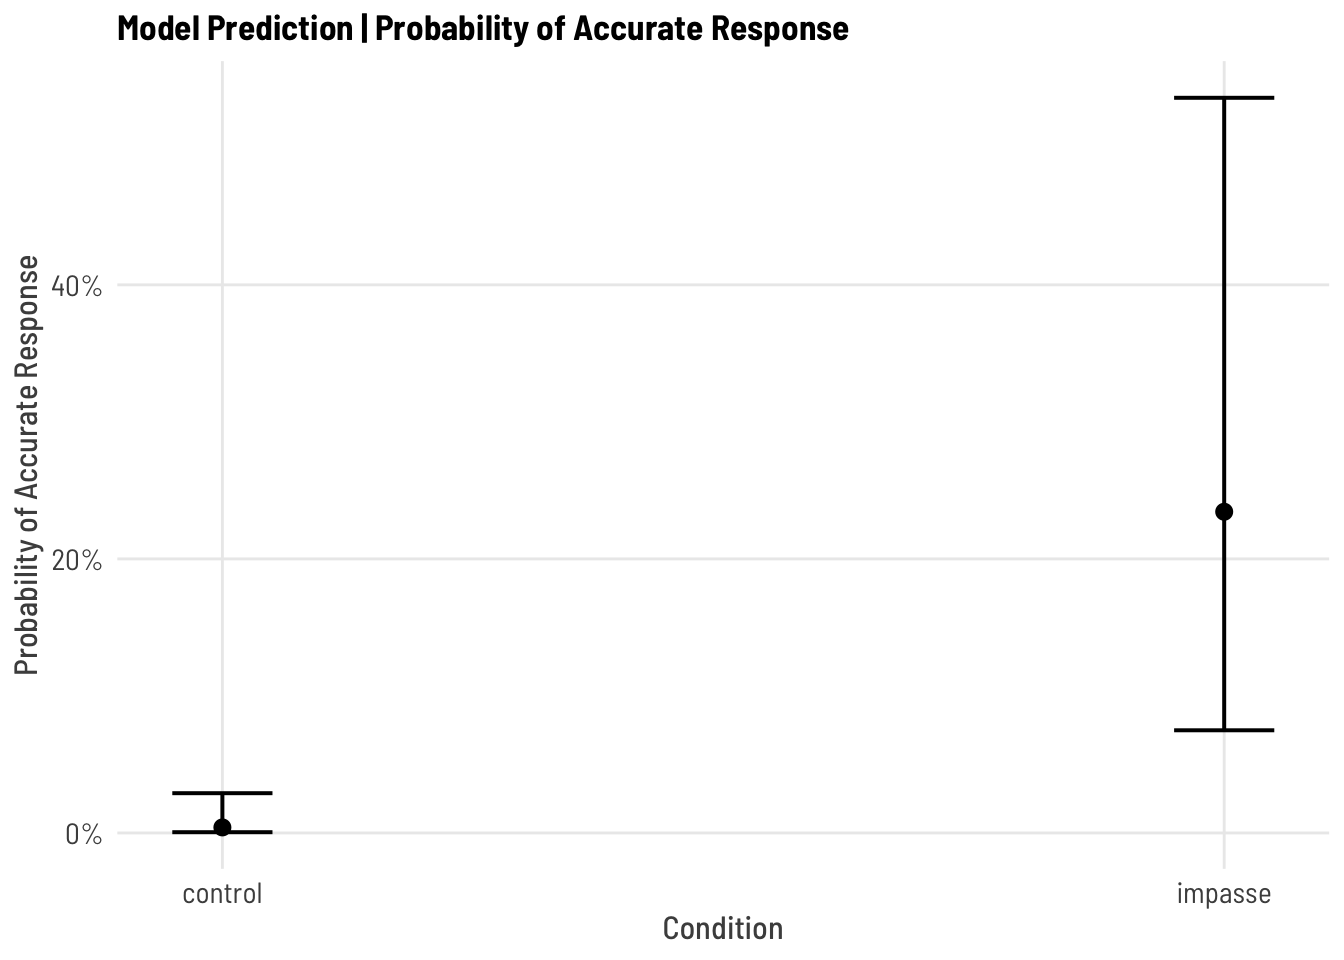 Model Prediction | Probability of Accurate Response
Probability of Accurate Response
40%
20%
0%
control
impasse
Condition